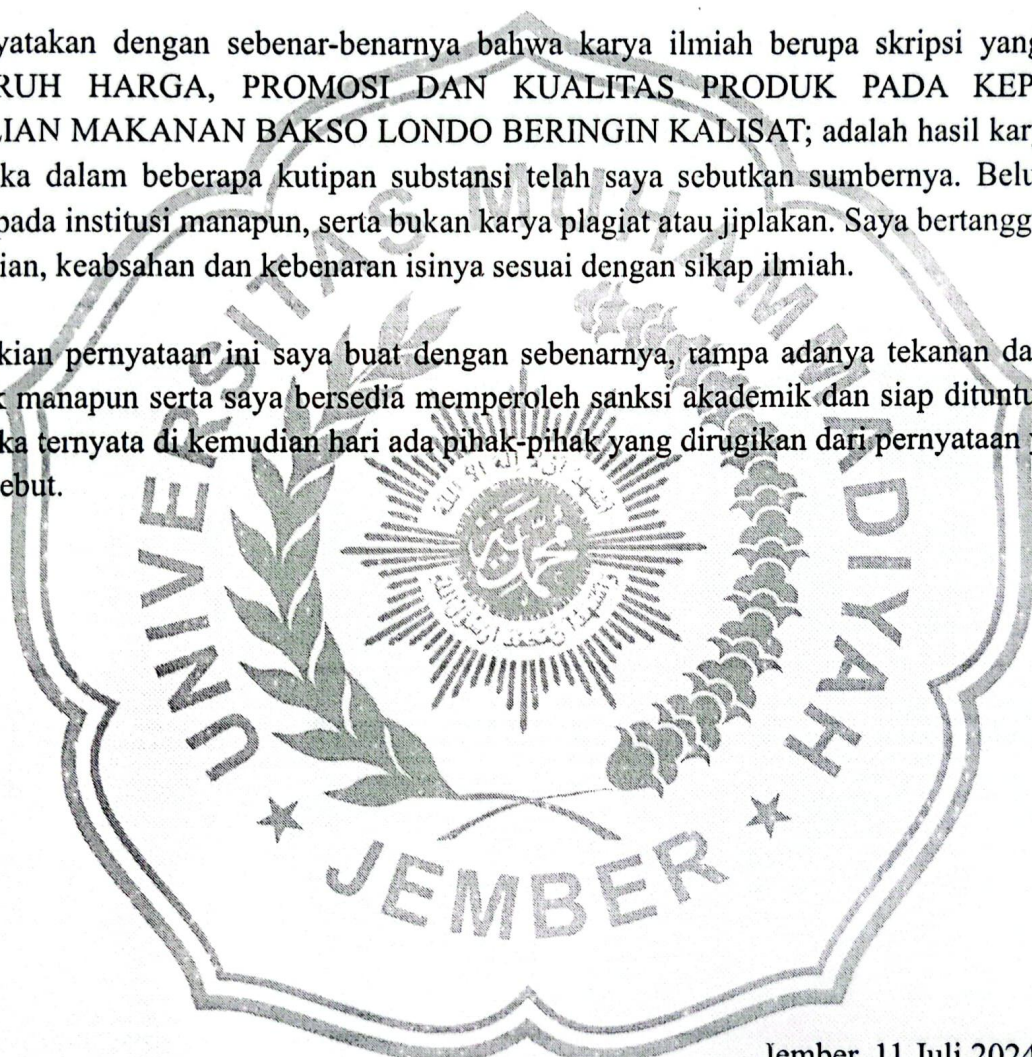 yatakan dengan sebenar-benarnya bahwa karya ilmiah berupa skripsi yang
RUH HARGA, PROMOSI DAN KUALITAS PRODUK PADA KEP
LIAN MAKANAN BAKSO LONDO BERINGIN KALISAT; adalah hasil kar
ka dalam beberapa kutipan substansi telah saya sebutkan sumbernya. Belu
pada institusi manapun, serta bukan karya plagiat atau jiplakan. Saya bertangg
ian, keabsahan dan kebenaran isinya sesuai dengan sikap ilmiah.
kian pernyataan ini saya buat dengan sebenarnya, tampa adanya tekanan da
k manapun serta saya bersedia memperoleh sanksi akademik dan siap dituntu
ka ternyata di kemudian hari ada pihak-pihak yang dirugikan dari pernyataan y
ebut.
UNIVERSITAS MUHAMMADIYAH
JEMBER
Jember, 11 Juli 2024